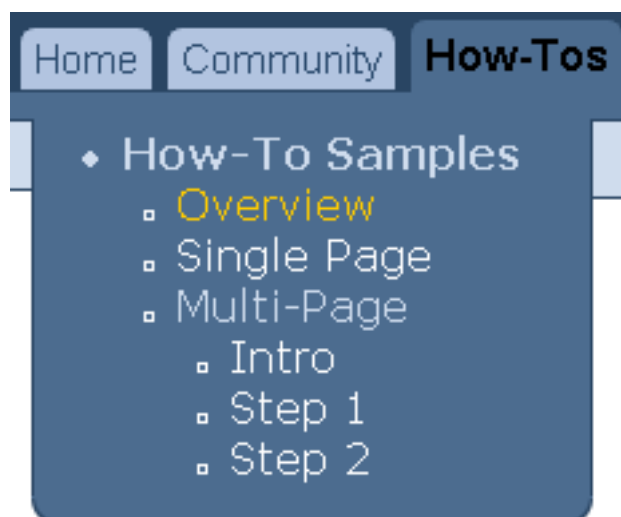 Home Community How-Tos
How-To Samples
Overview
Single Page
Multi-Page
Intro
Step 1
Step 2